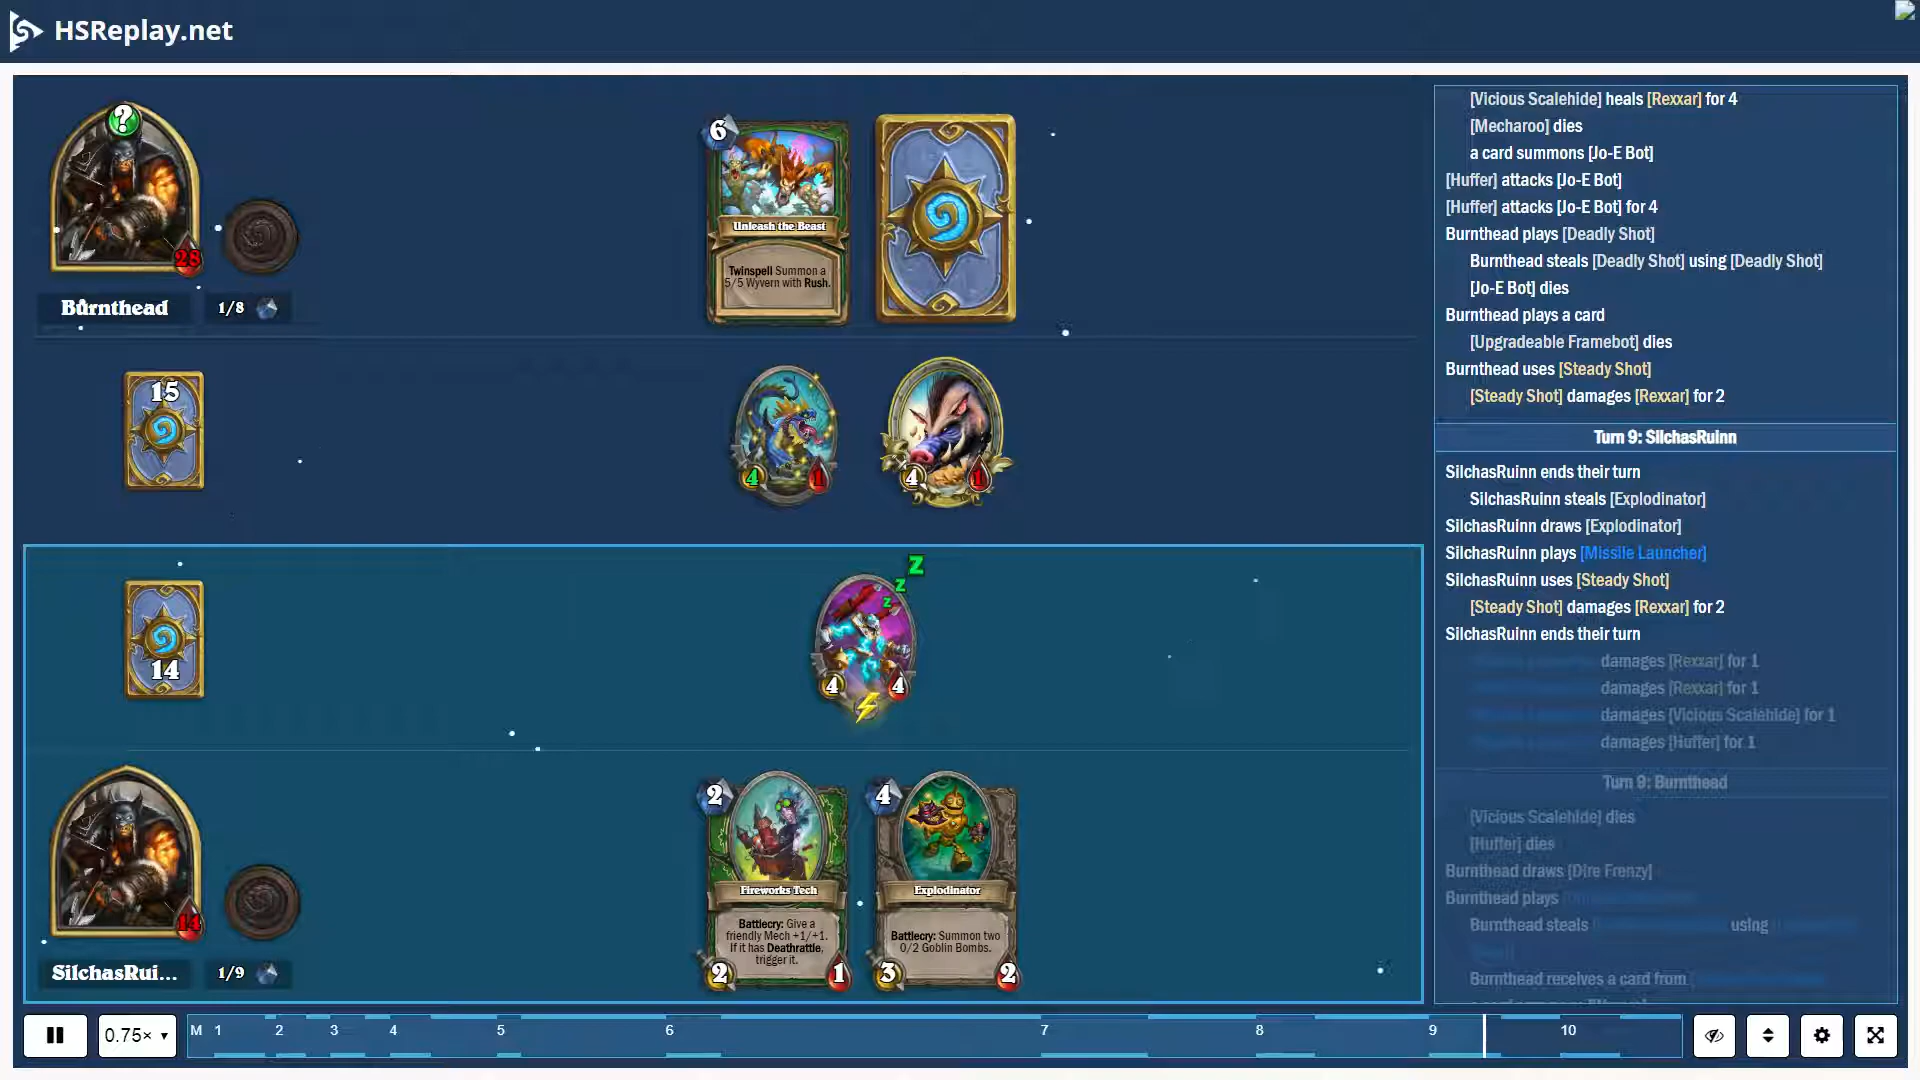 HSReplay.net
?
28
Burnthead
1/8
6
Unleash the Beast
Twinspell Summon a
5/5 Wyvern with Rush.
15
4
1
4
1
14
z
z
z
4
4
14
SilchasRui...
1/9
2
Fireworks Tech
Battlecry: Give a
friendly Mech +1/+1.
If it has Deathrattle,
trigger it.
2
1
4
Explodinator
Battlecry: Summon two
0/2 Goblin Bombs.
3
2
[Vicious Scalehide] heals [Rexxar] for 4
[Mecharoo] dies
a card summons [Jo-E Bot]
[Huffer] attacks [Jo-E Bot]
[Huffer] attacks [Jo-E Bot] for 4
Burnthead plays [Deadly Shot]
Burnthead steals [Deadly Shot] using [Deadly Shot]
[Jo-E Bot] dies
Burnthead plays a card
[Upgradeable Framebot] dies
Burnthead uses [Steady Shot]
[Steady Shot] damages [Rexxar] for 2
Turn 9: SilchasRuinn
SilchasRuinn ends their turn
SilchasRuinn steals [Explodinator]
SilchasRuinn draws [Explodinator]
SilchasRuinn plays [Missile Launcher]
SilchasRuinn uses [Steady Shot]
[Steady Shot] damages [Rexxar] for 2
SilchasRuinn ends their turn
damages [Rexxar] for 1
damages [Rexxar] for 1
damages [Vicious Scalehide] for 1
damages [Huffer] for 1
Turn 9: Burnthead
[Vicious Scalehide] dies
[Huffer] dies
Burnthead draws [Dire Frenzy]
Burnthead plays
Burnthead steals using
Burnthead receives a card from
0.75×
M 1 2 3 4 5 6 7 8 9 10